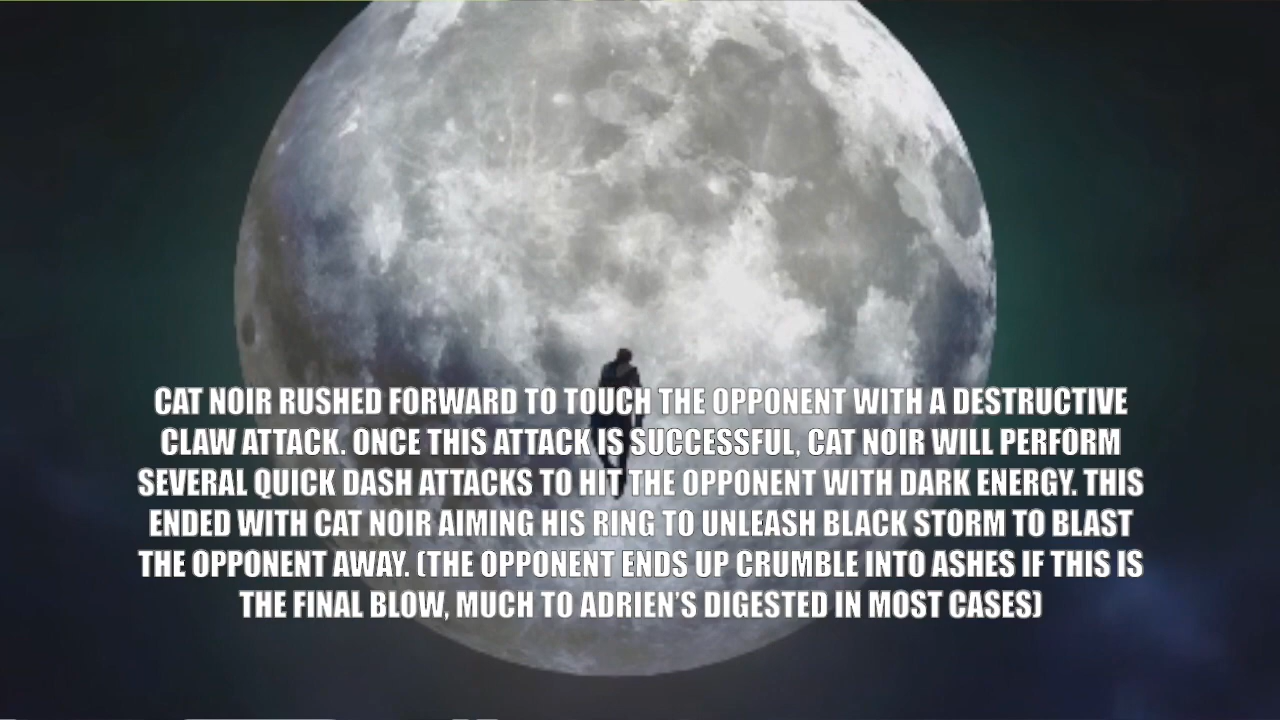 CAT NOIR RUSHED FORWARD TO TOUCH THE OPPONENT WITH A DESTRUCTIVE
CLAW ATTACK. ONCE THIS ATTACK IS SUCCESSFUL, CAT NOIR WILL PERFORM
SEVERAL QUICK DASH ATTACKS TO HIT THE OPPONENT WITH DARK ENERGY. THIS
ENDED WITH CAT NOIR AIMING HIS RING TO UNLEASH BLACK STORM TO BLAST
THE OPPONENT AWAY. (THE OPPONENT ENDS UP CRUMBLE INTO ASHES IF THIS IS
THE FINAL BLOW, MUCH TO ADRIEN'S DIGESTED IN MOST CASES)